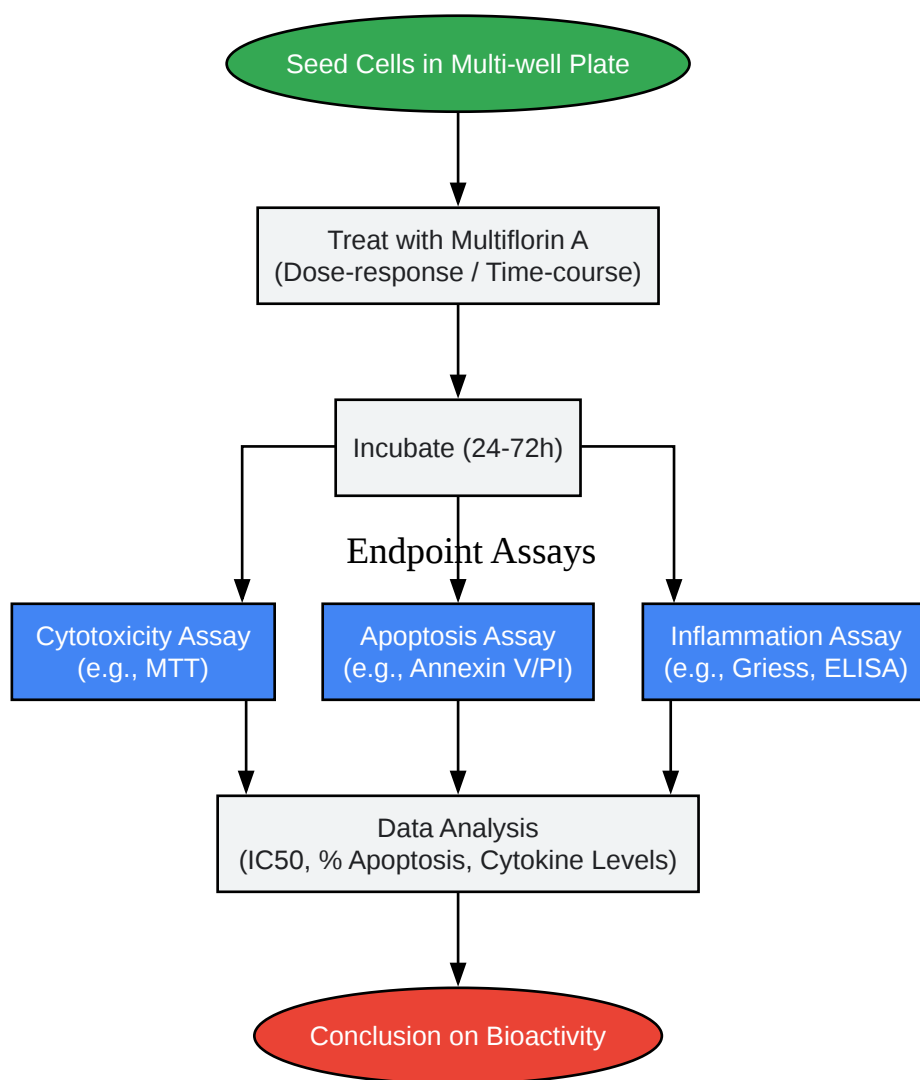 Seed Cells in Multi-well Plate
Treat with Multiflorin A
(Dose-response / Time-course)
Incubate (24-72h)
Endpoint Assays
Cytotoxicity Assay
(e.g., MTT)
Apoptosis Assay
(e.g., Annexin V/PI)
Inflammation Assay
(e.g., Griess, ELISA)
Data Analysis
(IC50, % Apoptosis, Cytokine Levels)
Conclusion on Bioactivity